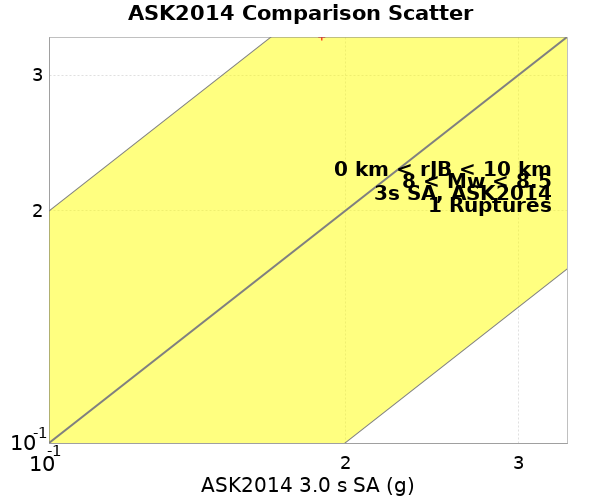 ASK2014 Comparison Scatter
3
0 km < rJB < 10 km
8 < Mw < 8.5
3s SA, ASK2014
1 Ruptures
2
10-1
10-1
2
3
ASK2014 3.0 s SA (g)